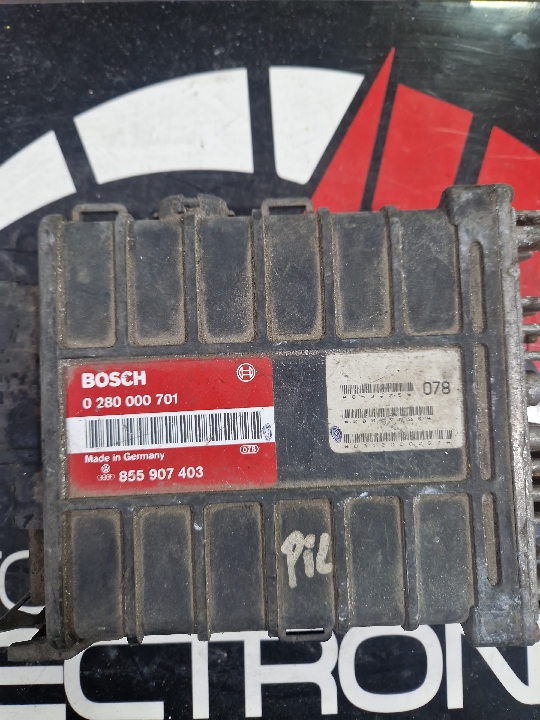 BOSCH
0 280 000 701
078
Made in Germany
078
855 907 403
PIL
ECTRON